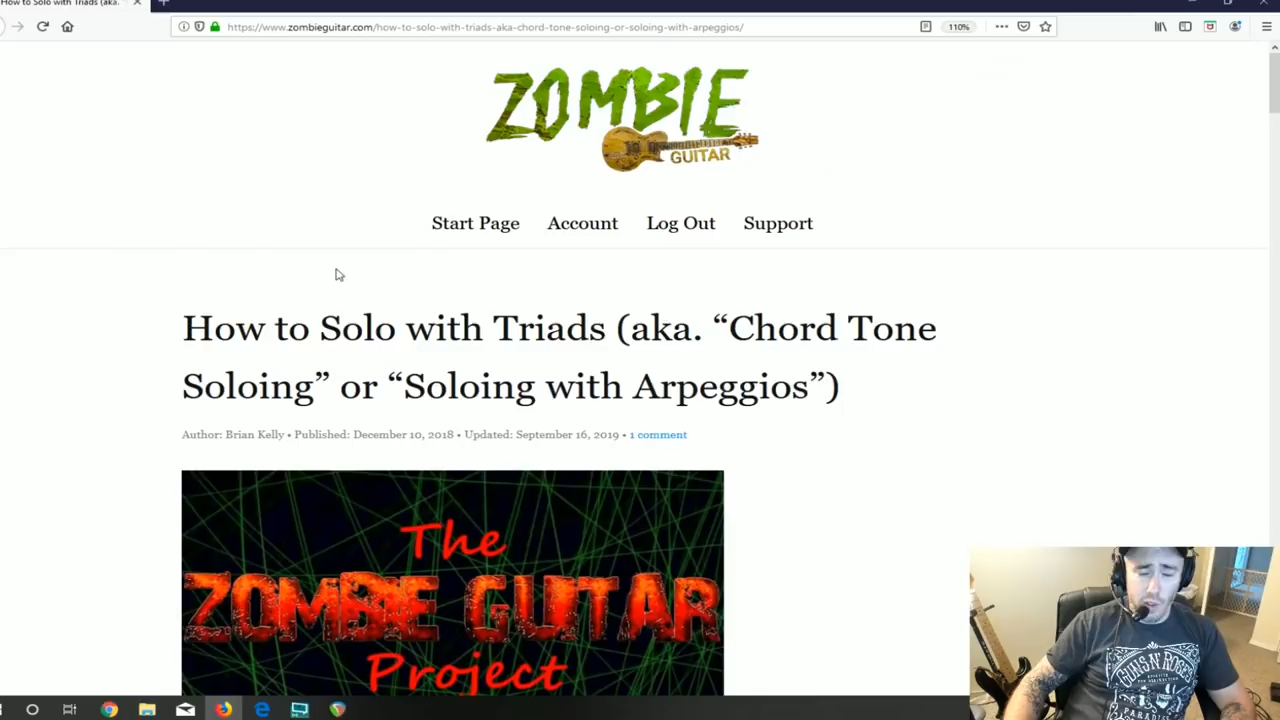 How to Solo with Triads (aka.
https://www.zombieguitar.com/how-to-solo-with-triads-aka-chord-tone-soloing-or-soloing-with-arpeggios/
110%
ZOMBIE
GUITAR
Start Page Account Log Out Support
How to Solo with Triads (aka. “Chord Tone
Soloing” or “Soloing with Arpeggios”)
Author: Brian Kelly • Published: December 10, 2018 • Updated: September 16, 2019 • 1 comment
The
ZOMBIE GUITAR
Project
GUNS N' ROSES